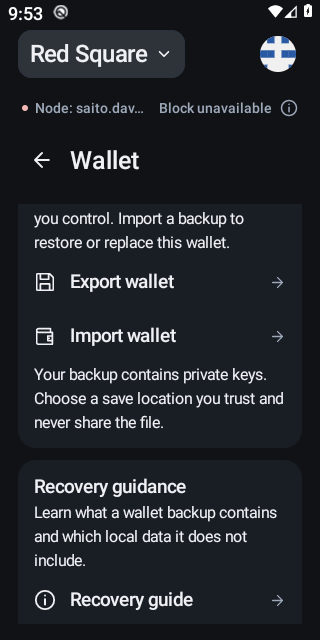 9:53
Red Square
Node: saito.dav... Block unavailable
Wallet
you control. Import a backup to
restore or replace this wallet.
Export wallet
Import wallet
Your backup contains private keys.
Choose a save location you trust and
never share the file.
Recovery guidance
Learn what a wallet backup contains
and which local data it does not
include.
Recovery guide